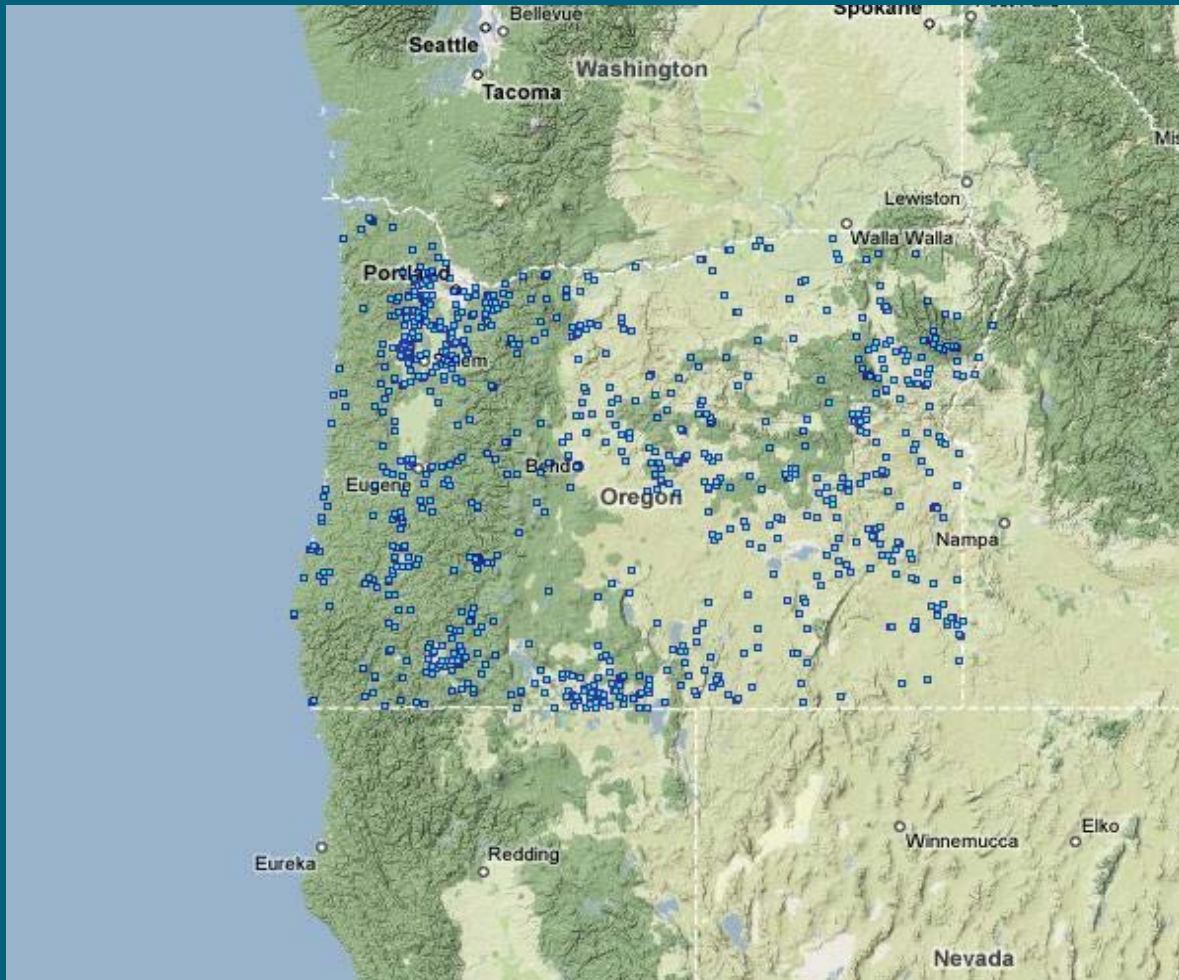 Bellevue
Spokane
Seattle
Washington
Tacoma
Lewiston
Walla Walla
Portland
Salem
Bend
Eugene
Oregon
Nampa
Winnemucca
Elko
Eureka
Redding
Nevada